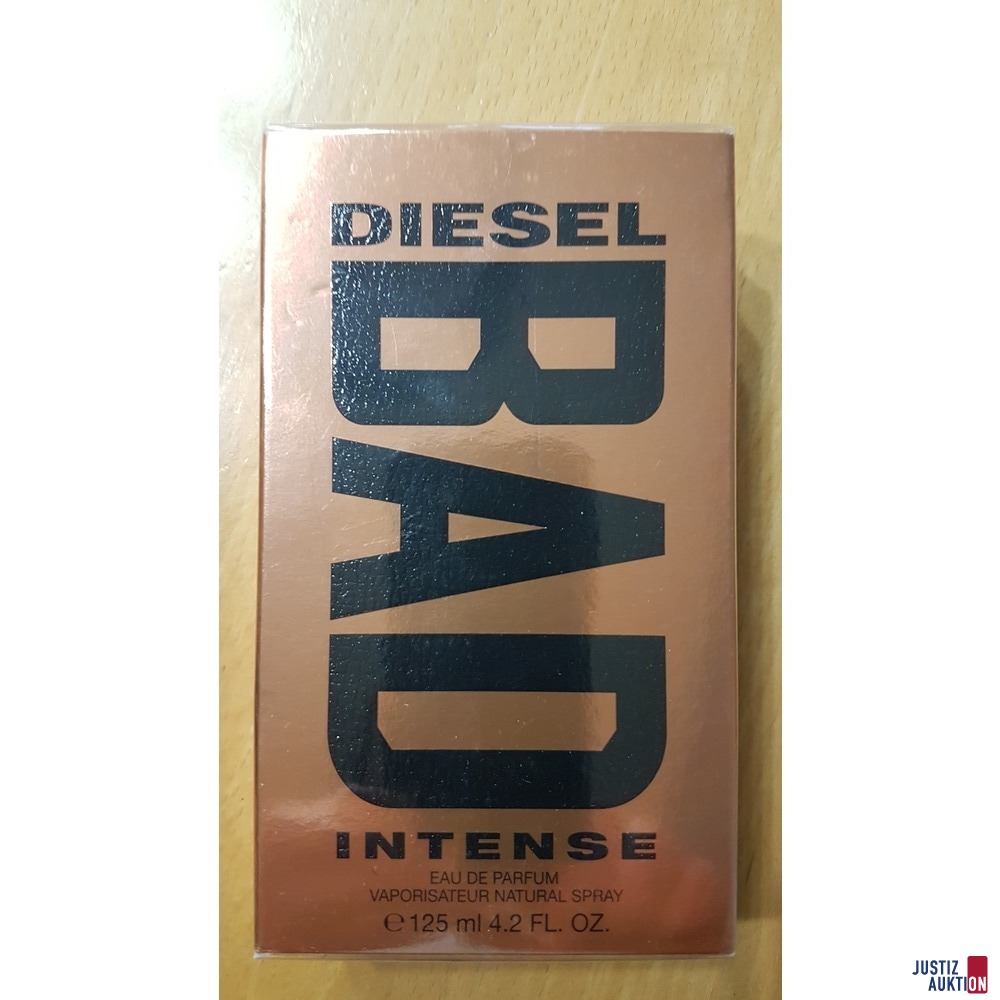 DIESEL
BAD
INTENSE
EAU DE PARFUM
VAPORISATEUR NATURAL SPRAY
℮ 125 ml 4.2 FL. OZ.
JUSTIZ
AUKTION